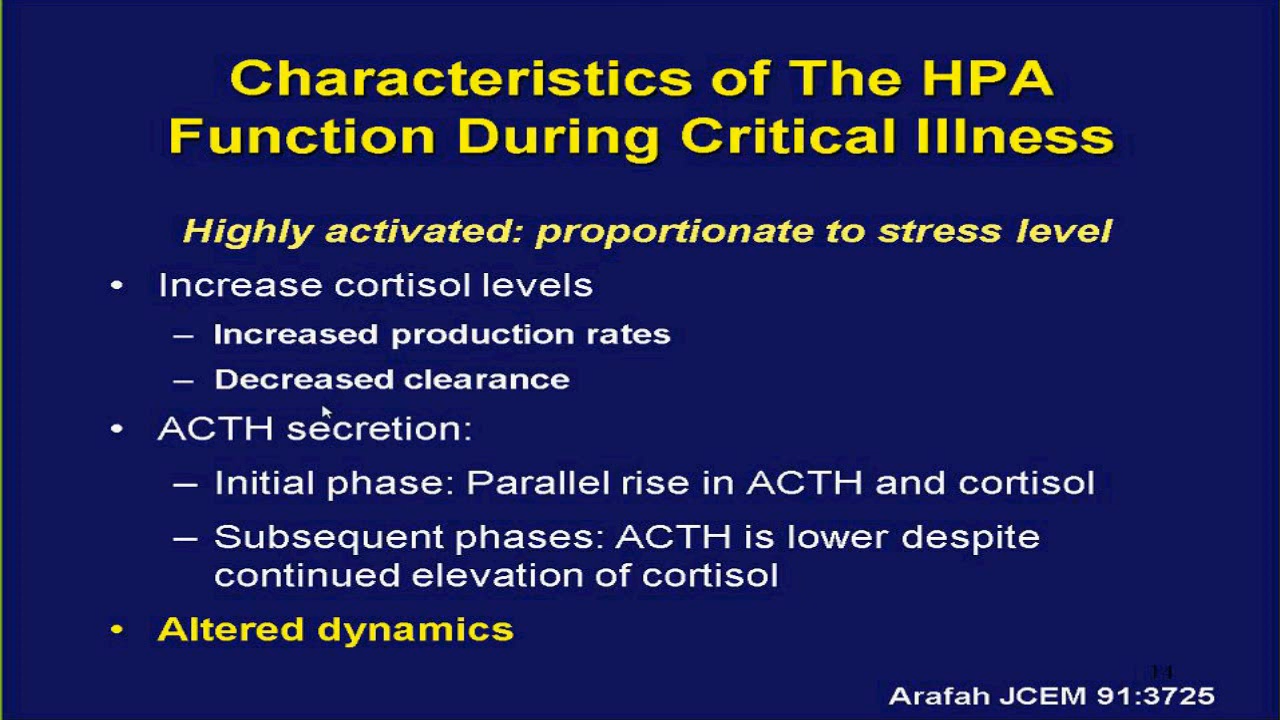 Characteristics of The HPA
Function During Critical Illness
Highly activated: proportionate to stress level
• Increase cortisol levels
– Increased production rates
– Decreased clearance
• ACTH secretion:
– Initial phase: Parallel rise in ACTH and cortisol
– Subsequent phases: ACTH is lower despite
continued elevation of cortisol
• Altered dynamics
14
Arafah JCEM 91:3725